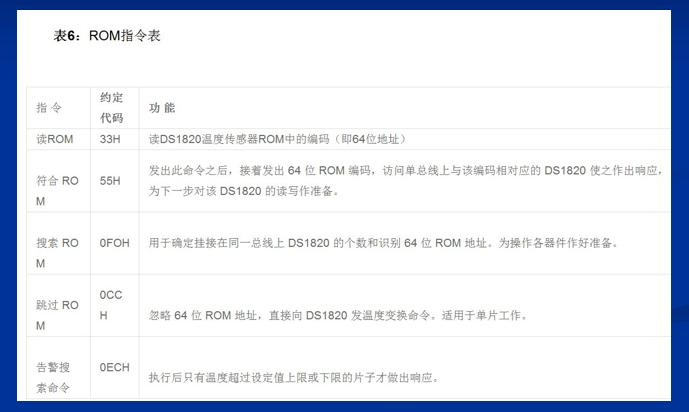 表6：ROM指令表
指 令
约定
代码
功 能
读ROM
33H
读DS1820温度传感器ROM中的编码（即64位地址）
符合 RO
M
55H
发出此命令之后，接着发出 64 位 ROM 编码，访问单总线上与该编码相对应的 DS1820 使之作出响应，
为下一步对该 DS1820 的读写作准备。
搜索 RO
M
0FOH
用于确定挂接在同一总线上 DS1820 的个数和识别 64 位 ROM 地址。为操作各器件作好准备。
跳过 RO
M
0CC
H
忽略 64 位 ROM 地址，直接向 DS1820 发温度变换命令。适用于单片工作。
告警搜
索命令
0ECH
执行后只有温度超过设定值上限或下限的片子才做出响应。